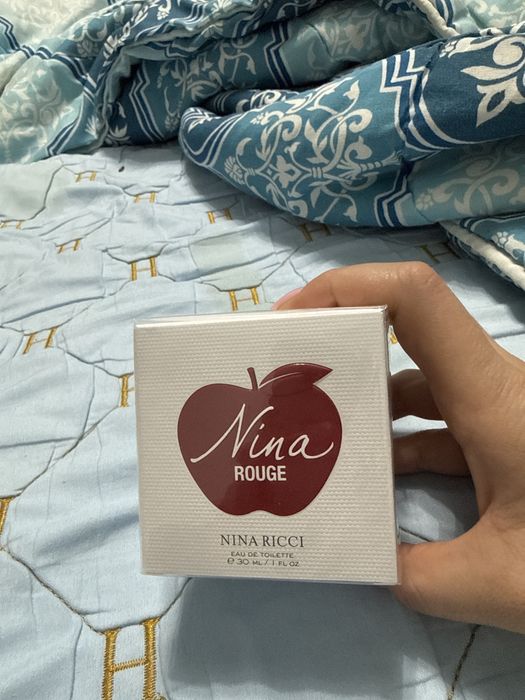 Nina
ROUGE
NINA RICCI
EAU DE TOILETTE
℮ 30 ML / 1 FL OZ
H
H
H
H
H
H
H
H
H
H